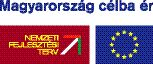 Magyarország célba ér
NEMZETI
FEJLESZTÉSI
TERV